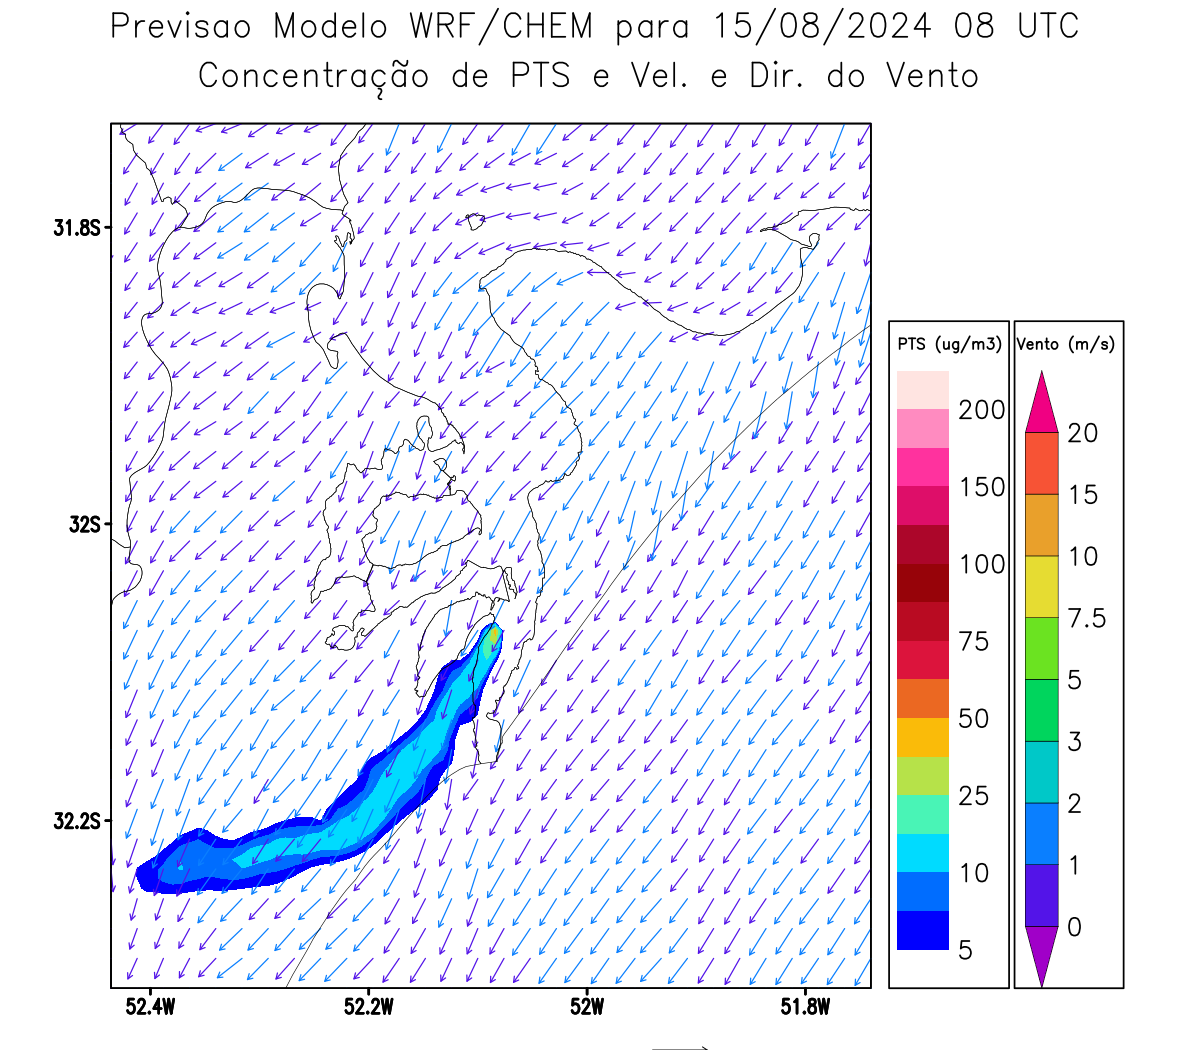 Previsao Modelo WRF/CHEM para 15/08/2024 08 UTC
Concentração de PTS e Vel. e Dir. do Vento
31.8S
32S
32.2S
52.4W
52.2W
52W
51.8W
PTS (ug/m3)
200
150
100
75
50
25
10
5
Vento (m/s)
20
15
10
7.5
5
3
2
1
0